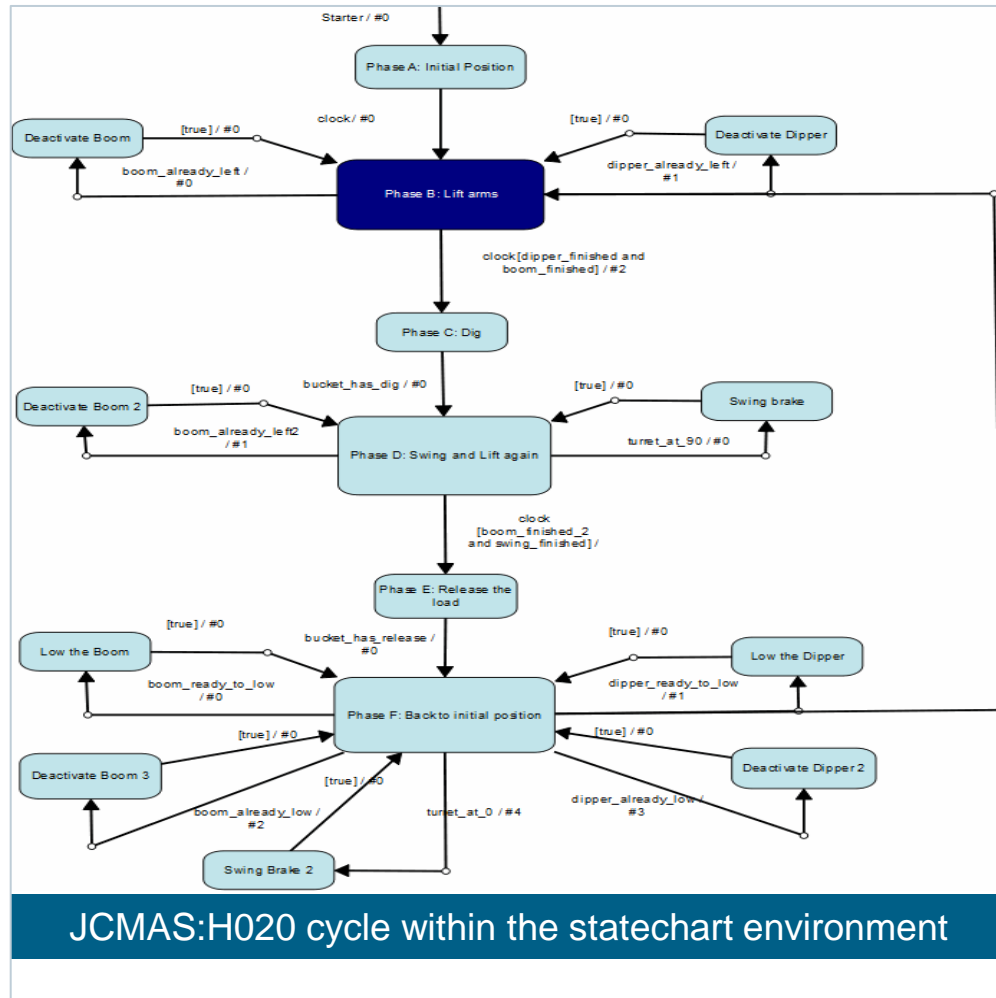 Starter / #0
Phase A: Initial Position
clock / #0
[true] / #0
[true] / #0
Deactivate Boom
Deactivate Dipper
boom_already_left /
#0
dipper_already_left /
#1
Phase B: Lift arms
clock[dipper_finished and
boom_finished] / #2
Phase C: Dig
bucket_has_dig / #0
[true] / #0
[true] / #0
Deactivate Boom 2
Swing brake
boom_already_left2
/ #1
turret_at_90 / #0
Phase D: Swing and Lift again
clock
[boom_finished_2
and swing_finished] /
Phase E: Release the
load
[true] / #0
bucket_has_release /
#0
[true] / #0
Low the Boom
Low the Dipper
boom_ready_to_low
/ #0
dipper_ready_to_low
/ #1
Phase F: Back to initial position
[true] / #0
[true] / #0
Deactivate Boom 3
Deactivate Dipper 2
[true] / #0
boom_already_low /
#2
turret_at_0 / #4
dipper_already_low /
#3
Swing Brake 2
JCMAS:H020 cycle within the statechart environment